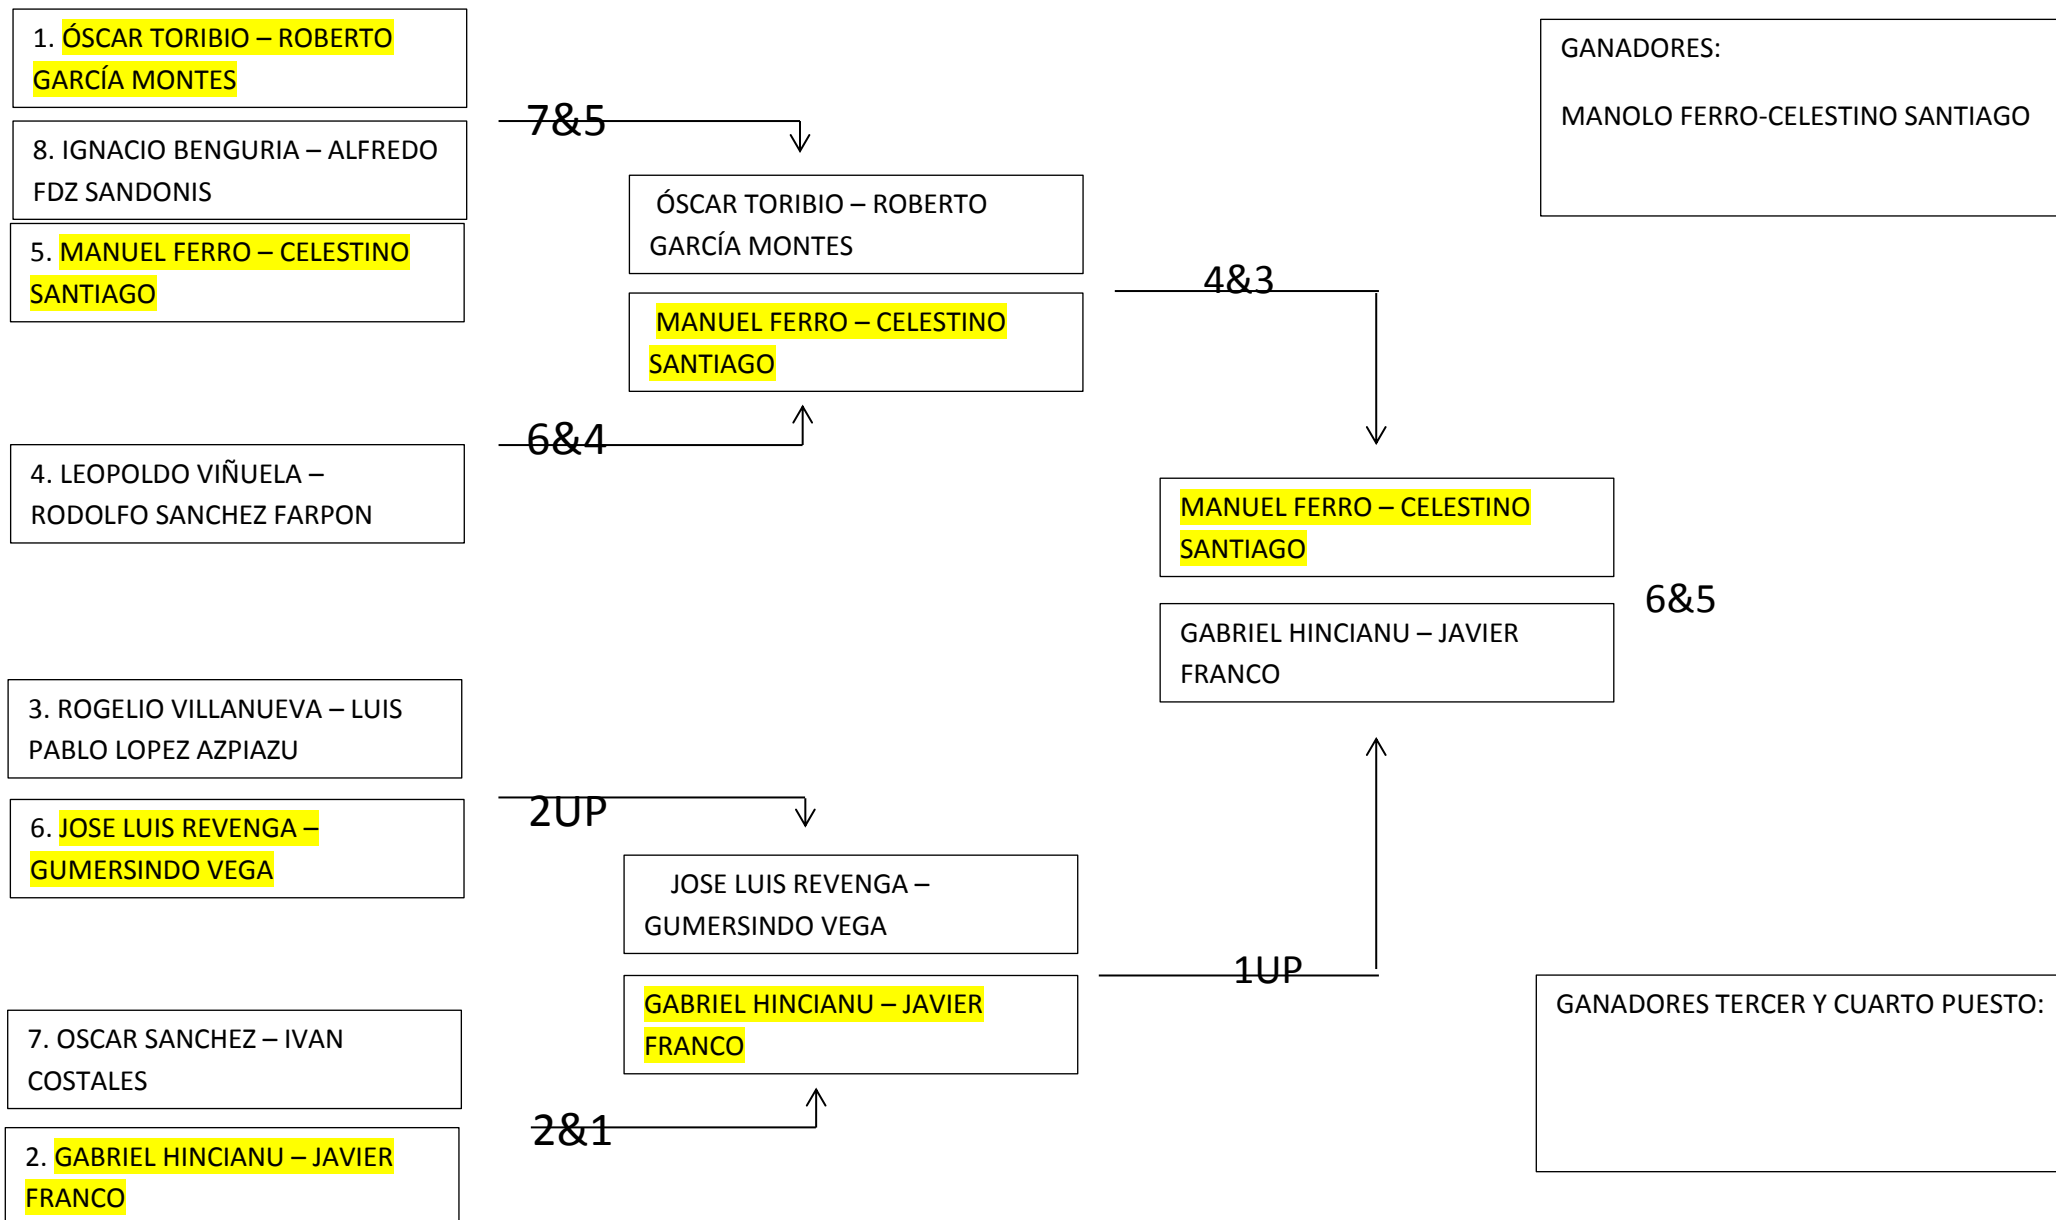 1. ÓSCAR TORIBIO – ROBERTO
GARCÍA MONTES
8. IGNACIO BENGURIA – ALFREDO
FDZ SANDONIS
5. MANUEL FERRO – CELESTINO
SANTIAGO
4. LEOPOLDO VIÑUELA –
RODOLFO SANCHEZ FARPON
3. ROGELIO VILLANUEVA – LUIS
PABLO LOPEZ AZPIAZU
6. JOSE LUIS REVENGA –
GUMERSINDO VEGA
7. OSCAR SANCHEZ – IVAN
COSTALES
2. GABRIEL HINCIANU – JAVIER
FRANCO
7&5
6&4
2UP
2&1
ÓSCAR TORIBIO – ROBERTO
GARCÍA MONTES
MANUEL FERRO – CELESTINO
SANTIAGO
JOSE LUIS REVENGA –
GUMERSINDO VEGA
GABRIEL HINCIANU – JAVIER
FRANCO
4&3
1UP
MANUEL FERRO – CELESTINO
SANTIAGO
GABRIEL HINCIANU – JAVIER
FRANCO
6&5
GANADORES:
MANOLO FERRO-CELESTINO SANTIAGO
GANADORES TERCER Y CUARTO PUESTO: